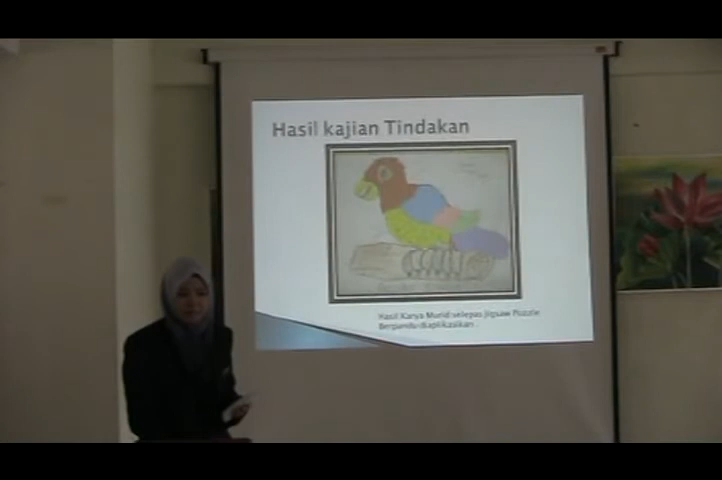 Hasil kajian Tindakan
Hasil Karya Murid selepas Jigsaw Puzzle
Berpandu diaplikasikan .